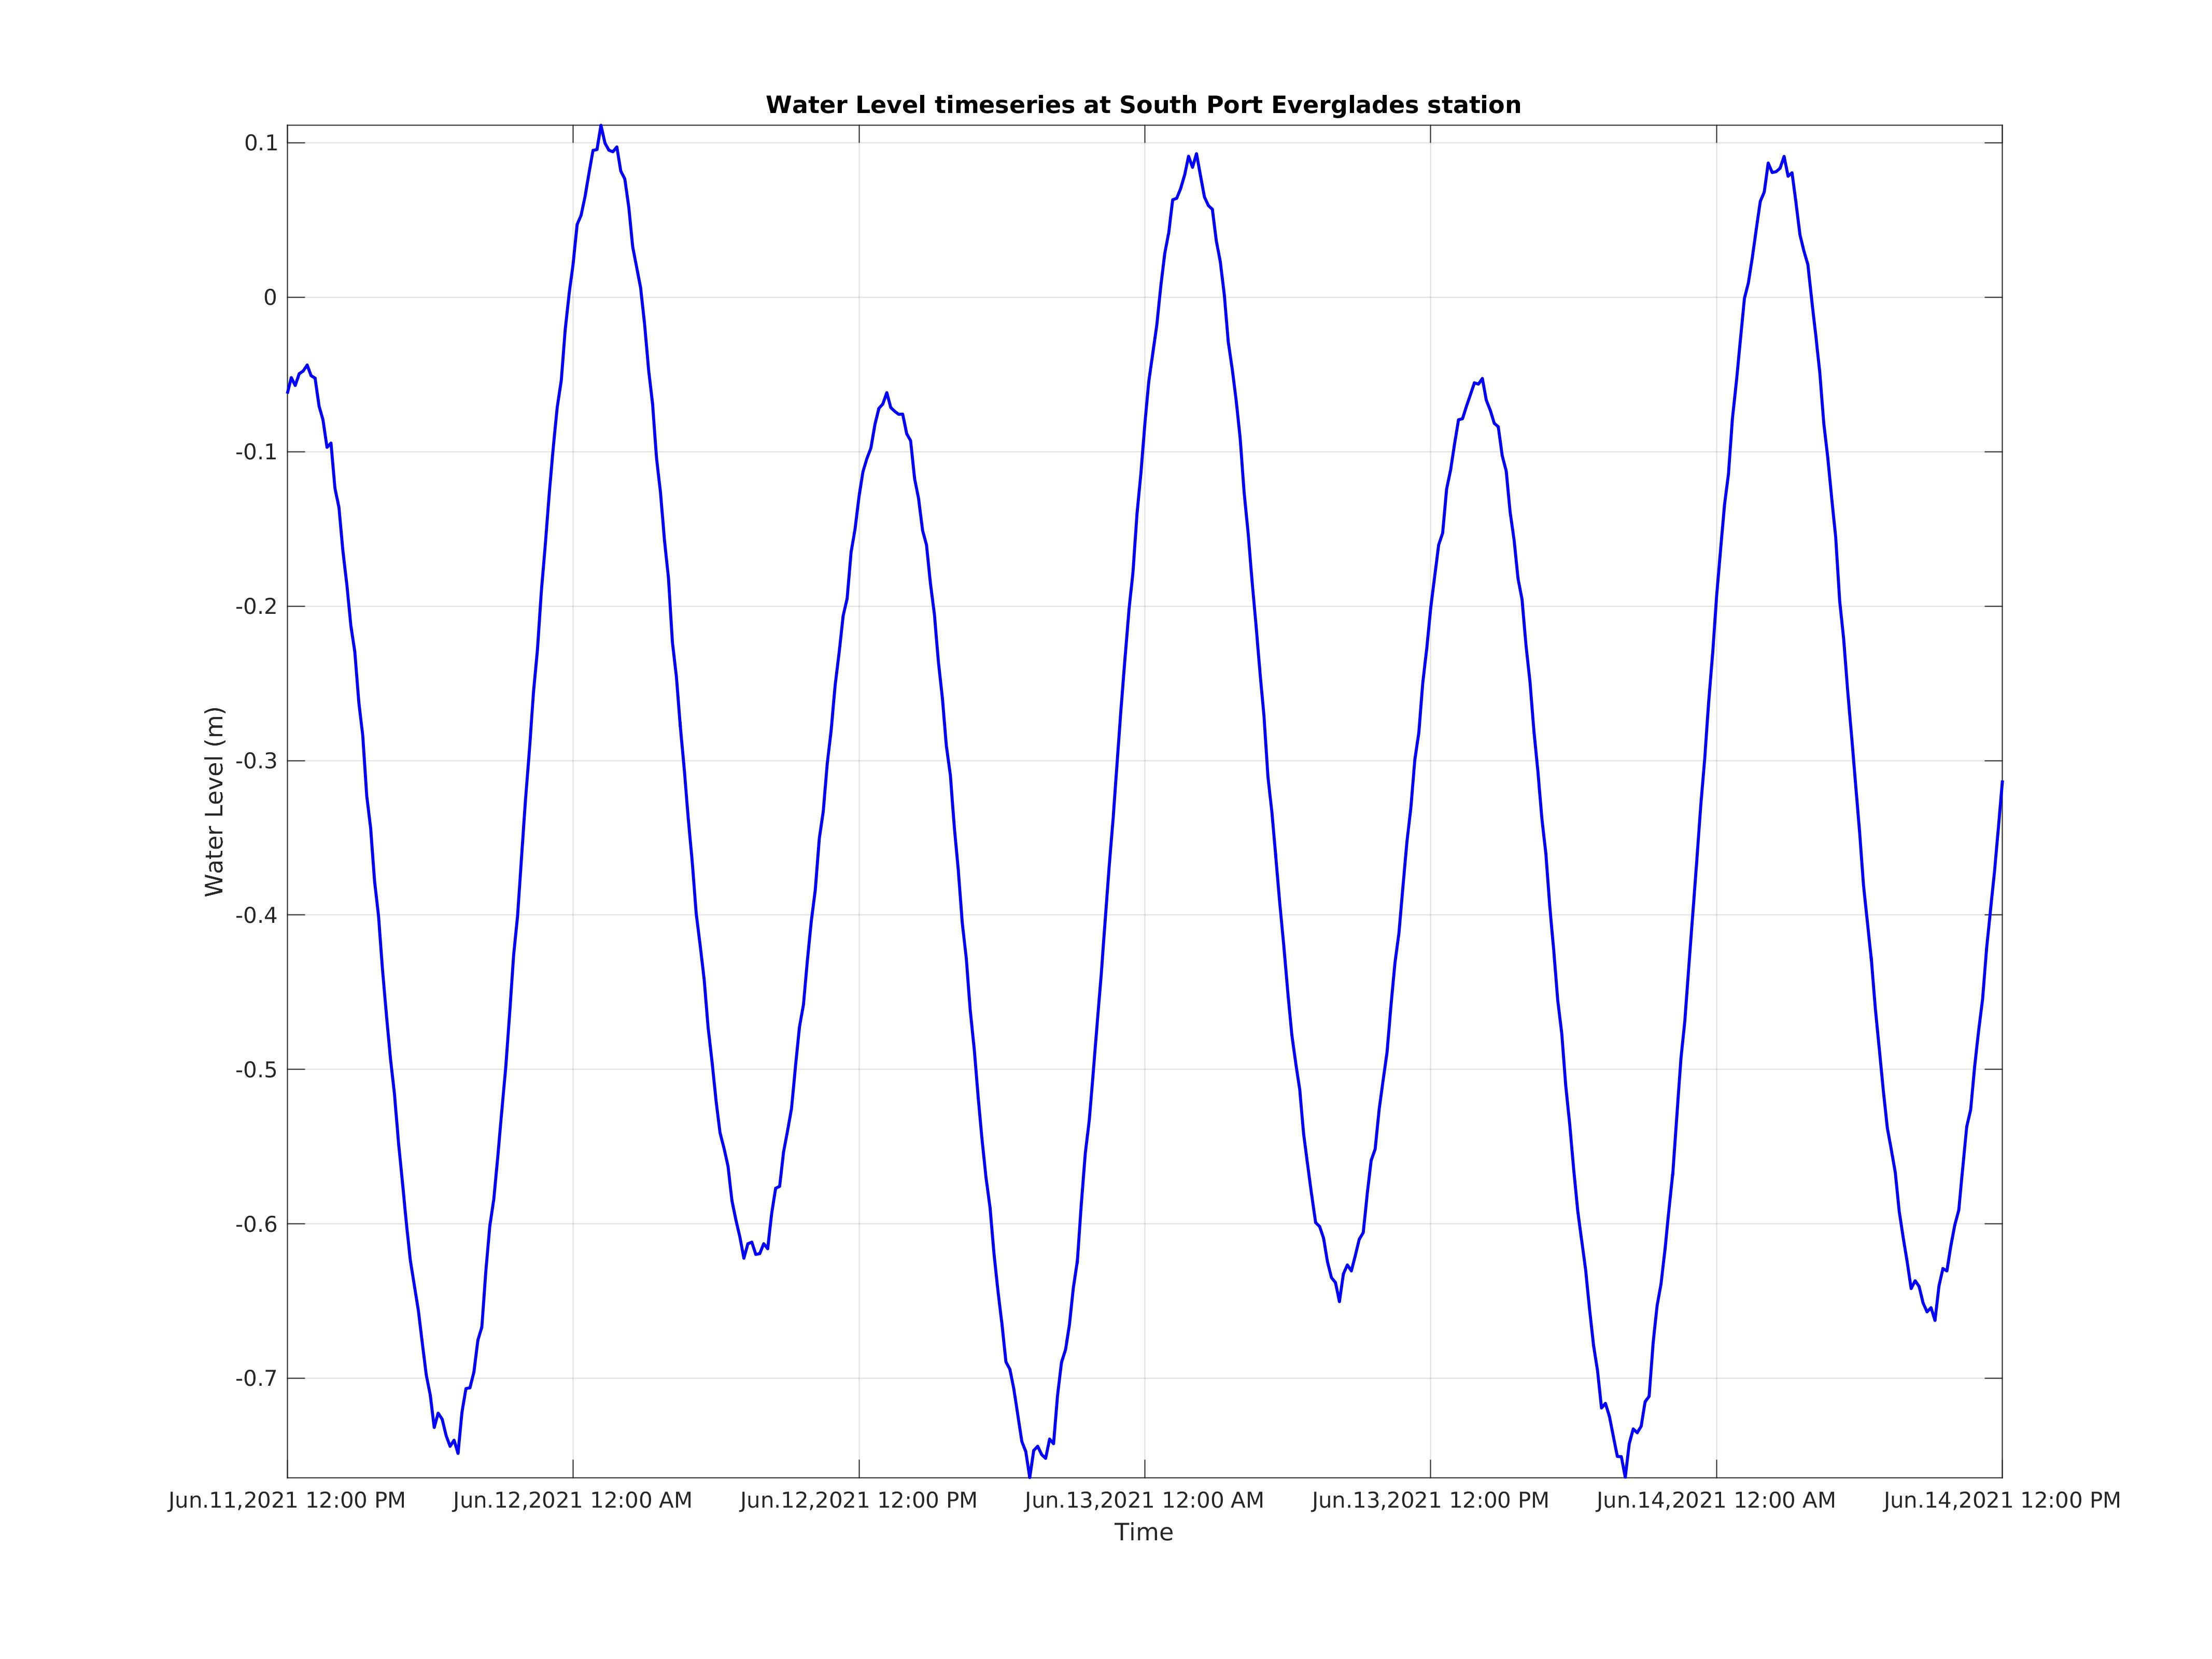 Water Level timeseries at South Port Everglades station
0.1
0
-0.1
-0.2
-0.3
-0.4
-0.5
-0.6
-0.7
Water Level (m)
Jun.11,2021 12:00 PM
Jun.12,2021 12:00 AM
Jun.12,2021 12:00 PM
Jun.13,2021 12:00 AM
Jun.13,2021 12:00 PM
Jun.14,2021 12:00 AM
Jun.14,2021 12:00 PM
Time